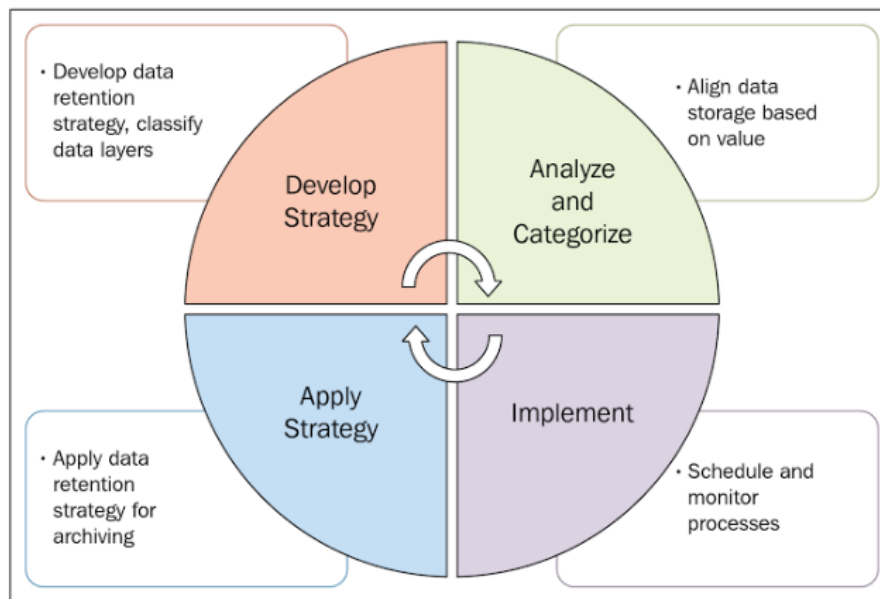 • Develop data
retention
strategy, classify
data layers
Develop
Strategy
Analyze
and
Categorize
• Align data
storage based
on value
• Apply data
retention
strategy for
archiving
Apply
Strategy
Implement
• Schedule and
monitor
processes